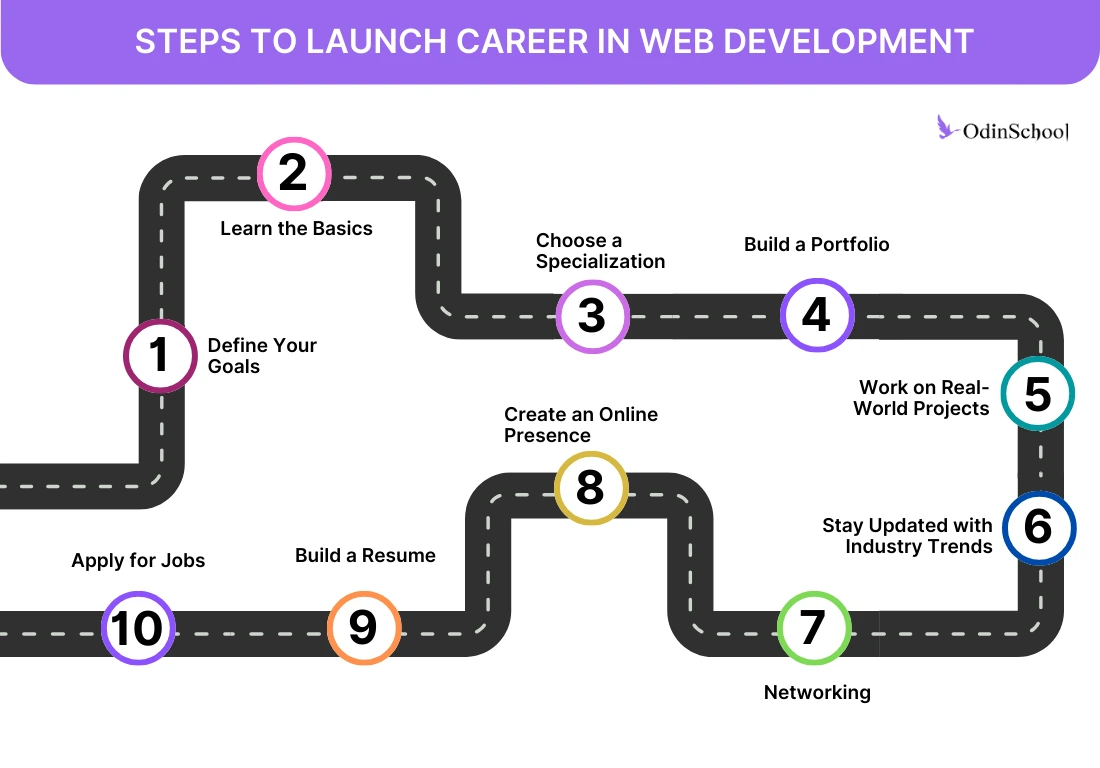 STEPS TO LAUNCH CAREER IN WEB DEVELOPMENT
OdinSchool
2
Learn the Basics
Choose a
Specialization
Build a Portfolio
3
4
1
Define Your
Goals
Work on Real-
World Projects
5
Create an Online
Presence
8
Stay Updated with
Industry Trends
6
Apply for Jobs
Build a Resume
10
9
7
Networking